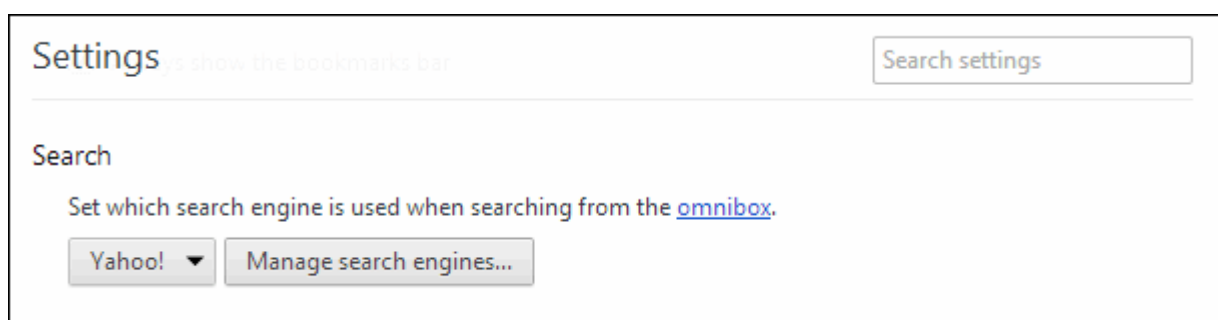 Settings
ys show the bookmarks bar
Search settings
Search
Set which search engine is used when searching from the omnibox.
Yahoo!
Manage search engines...